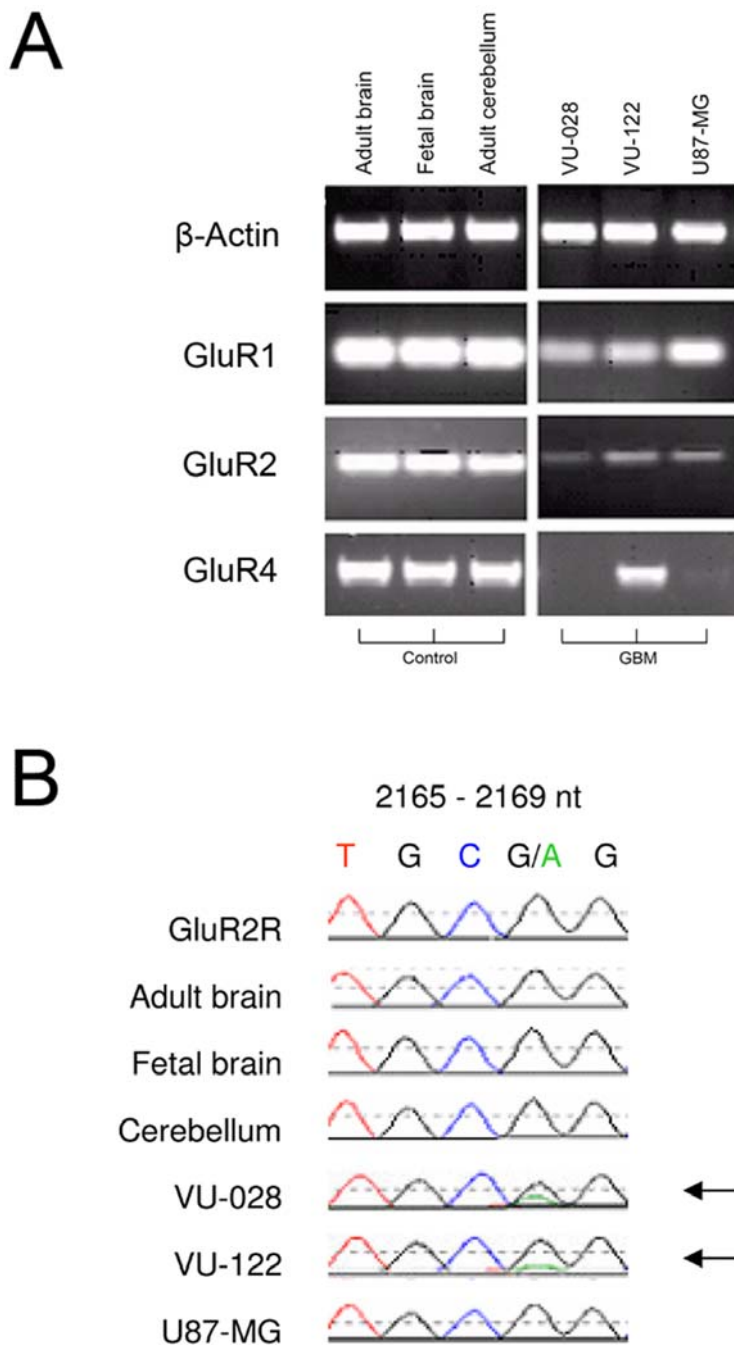 A
Adult brain
Fetal brain
Adult cerebellum
VU-028
VU-122
U87-MG
β-Actin
GluR1
GluR2
GluR4
Control
GBM
B
2165 - 2169 nt
T G C G/A G
GluR2R
Adult brain
Fetal brain
Cerebellum
VU-028
VU-122
U87-MG